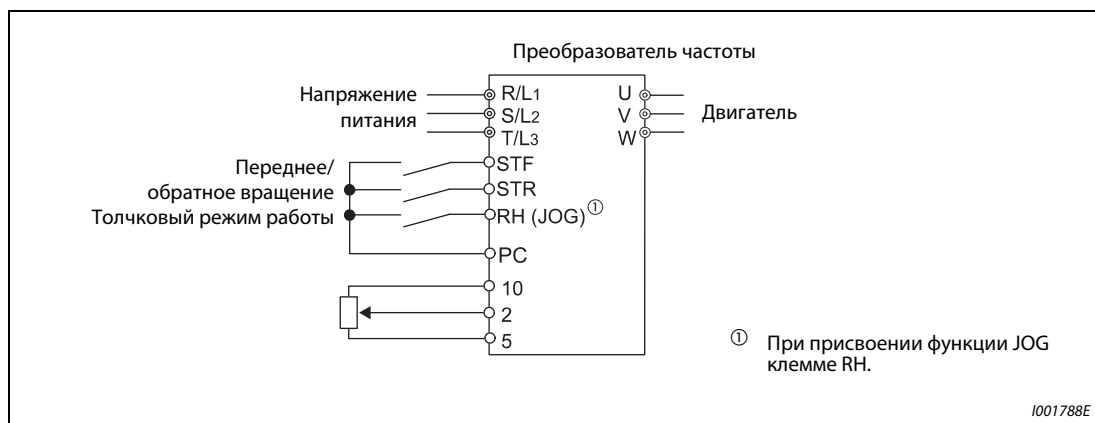 Преобразователь частоты
Напряжение
питания
R/L1
S/L2
T/L3
U
V
W
Двигатель
Переднее/
обратное вращение
Толчковый режим работы
STF
STR
RH (JOG)①
PC
10
2
5
① При присвоении функции JOG
клемме RH.
I001788E